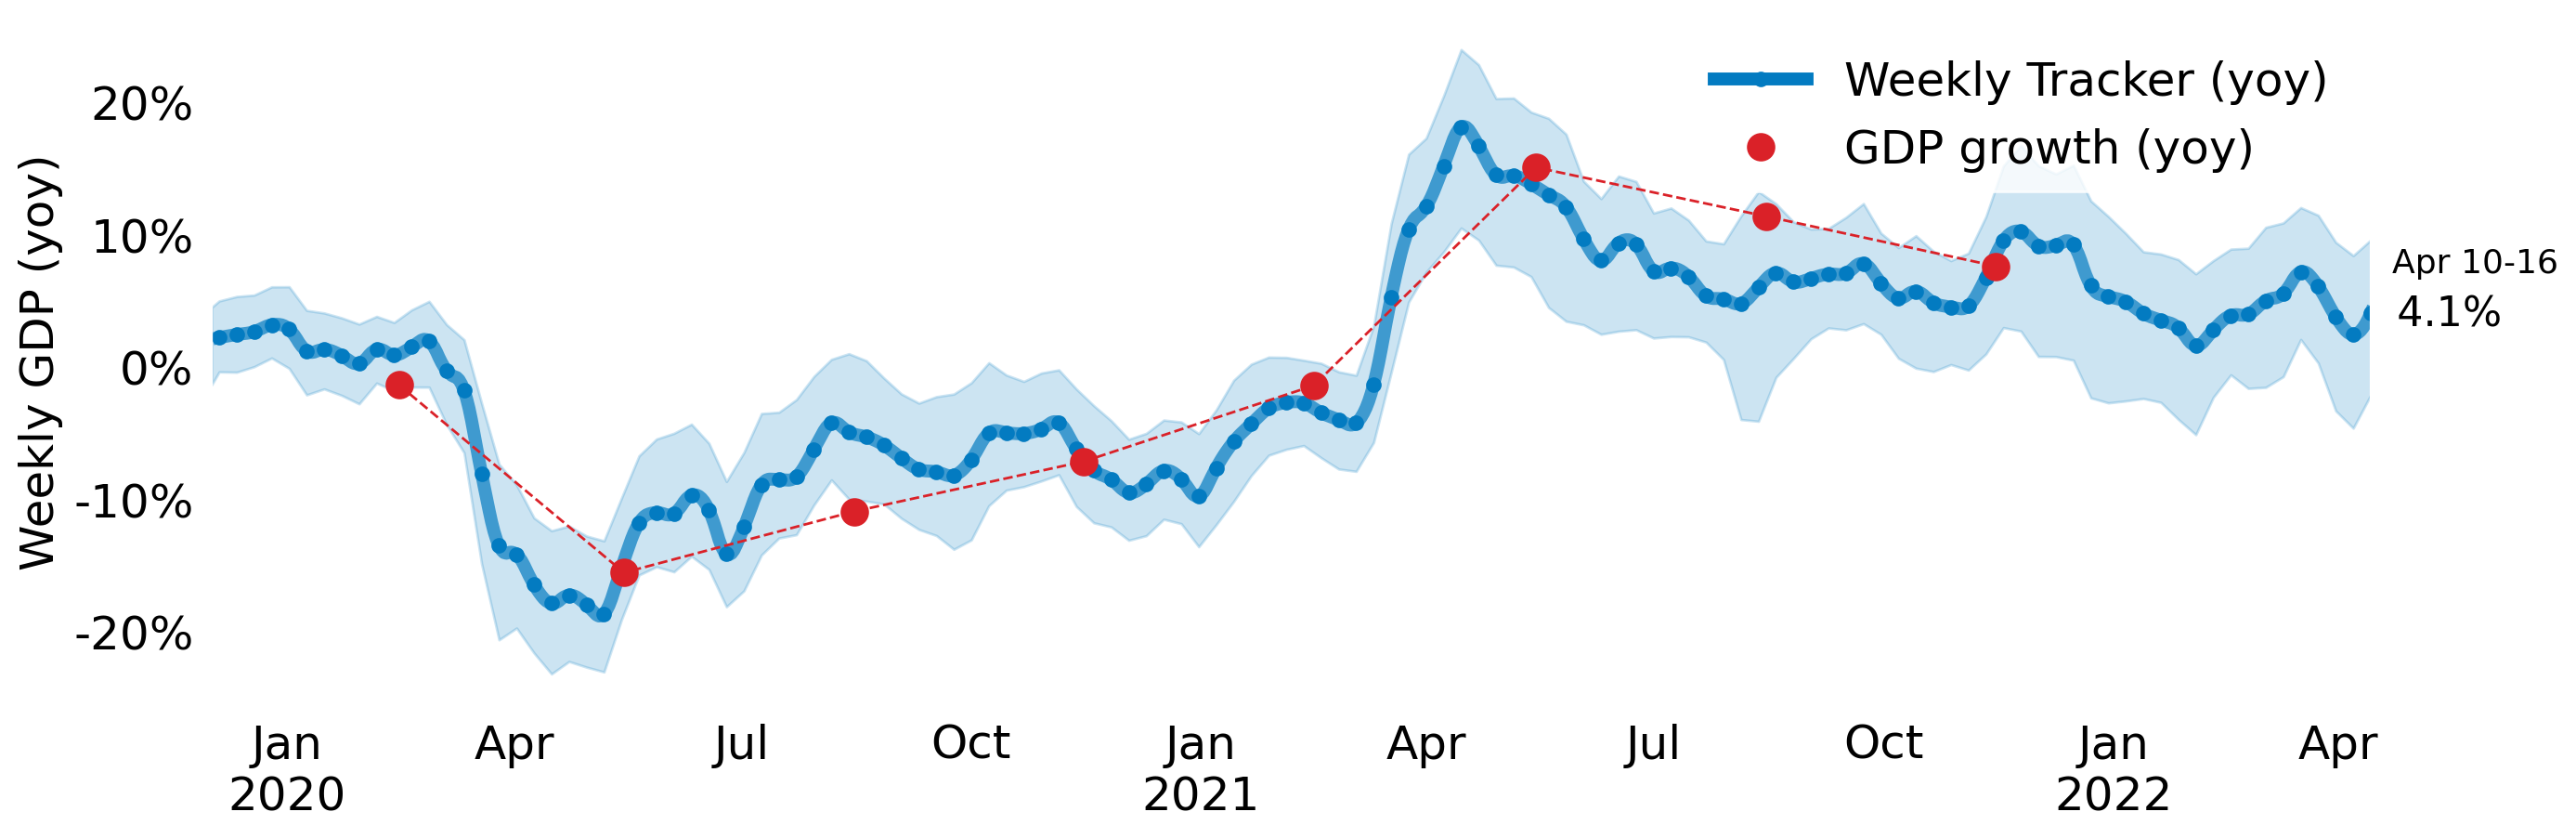 Weekly Tracker (yoy)
GDP growth (yoy)
Weekly GDP (yoy)
20%
10%
0%
-10%
-20%
Apr 10-16
4.1%
Jan Apr Jul Oct Jan Apr Jul Oct Jan Apr
2020 2021 2022